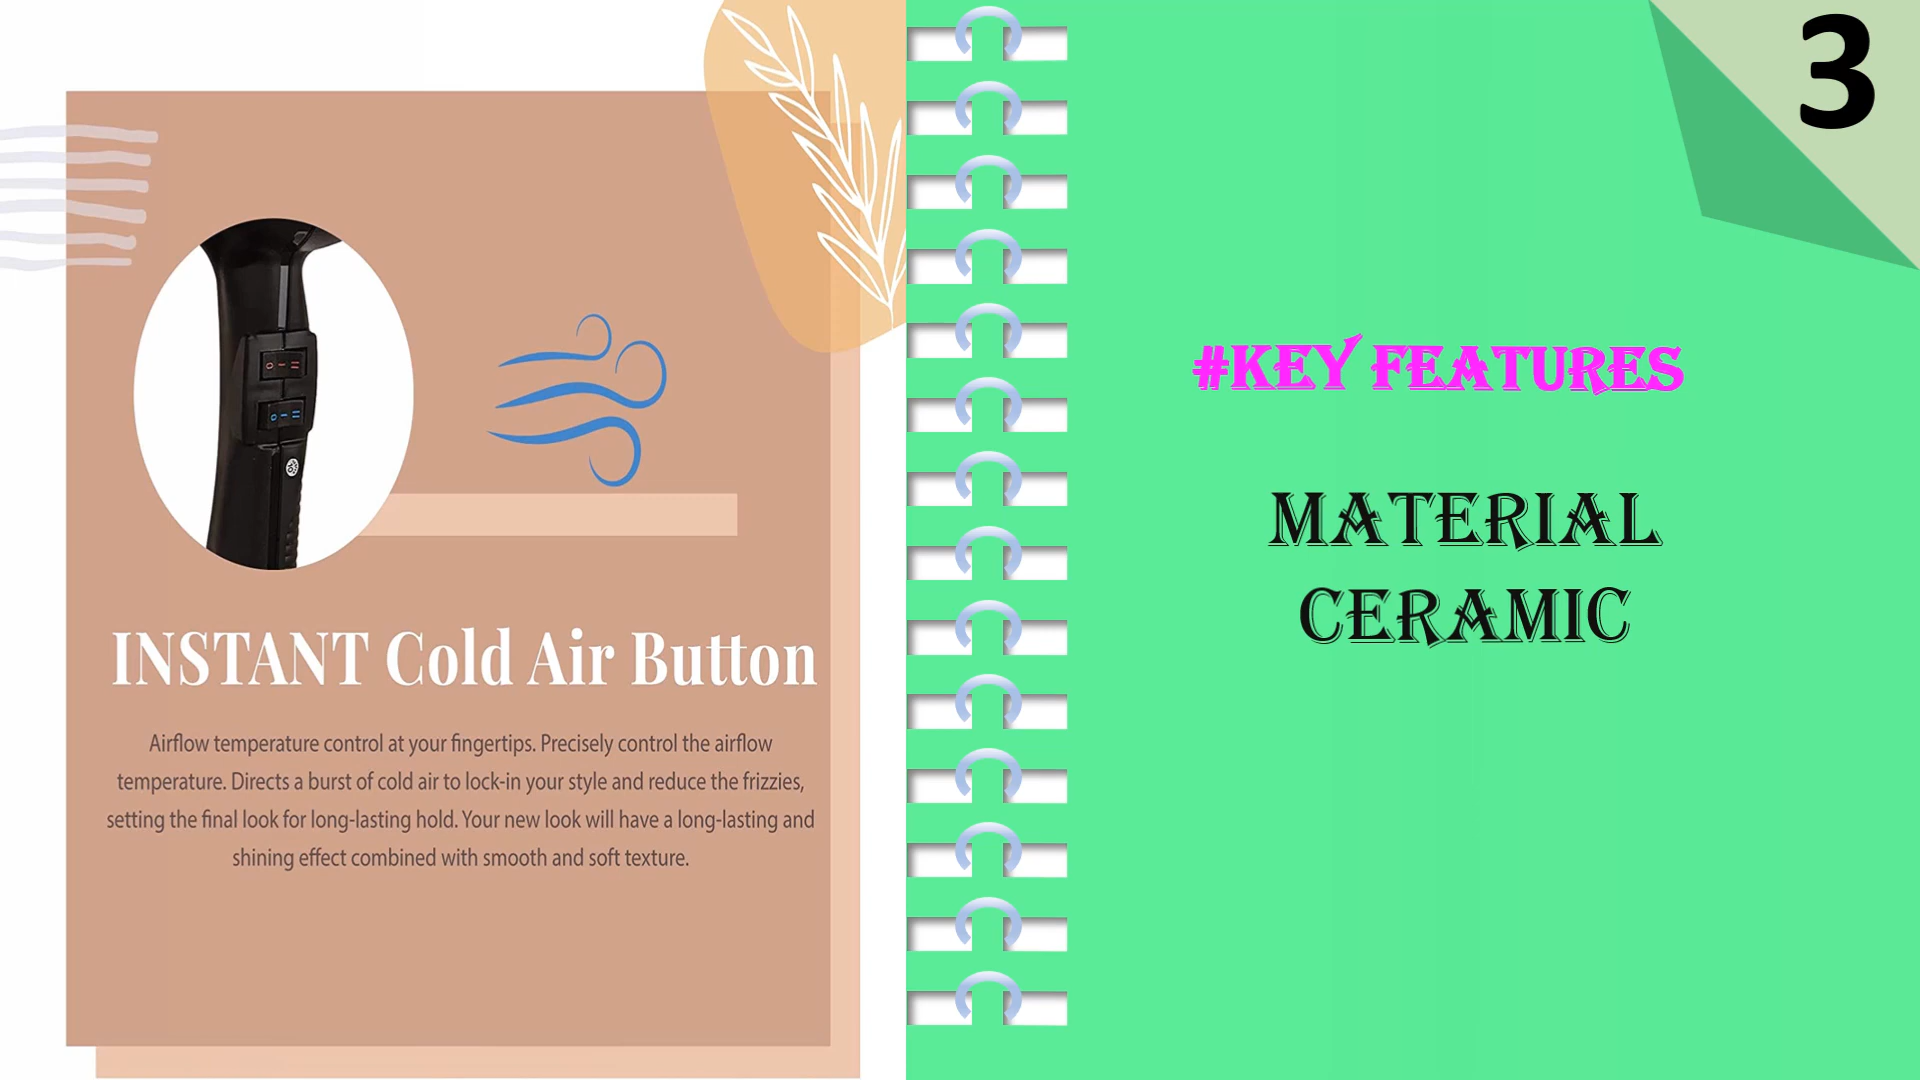 INSTANT Cold Air Button
Airflow temperature control at your fingertips. Precisely control the airflow
temperature. Directs a burst of cold air to lock-in your style and reduce the frizzies,
setting the final look for long-lasting hold. Your new look will have a long-lasting and
shining effect combined with smooth and soft texture.
3
#KEY FEATURES
MATERIAL
CERAMIC